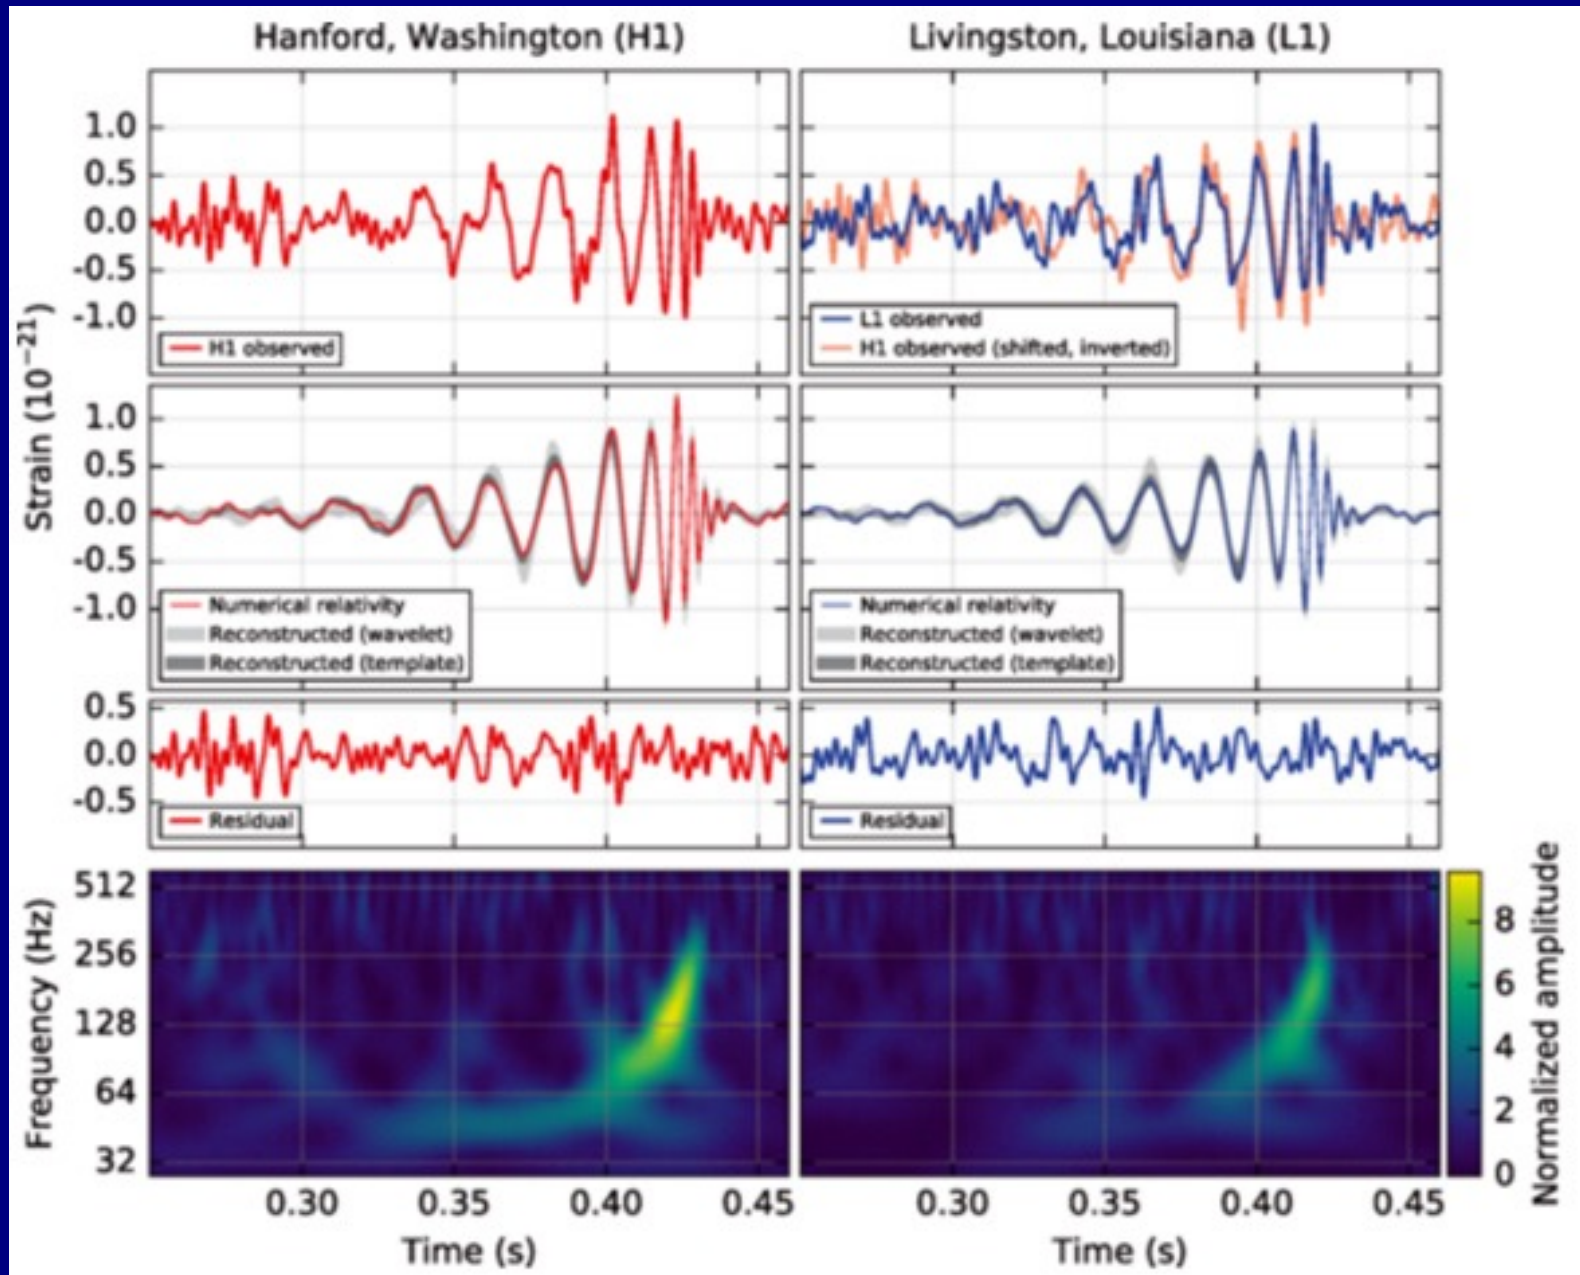 Hanford, Washington (H1)
Livingston, Louisiana (L1)
1.0
0.5
0.0
-0.5
-1.0
H1 observed
L1 observed
H1 observed (shifted, inverted)
Strain (10⁻²¹)
1.0
0.5
0.0
-0.5
-1.0
Numerical relativity
Reconstructed (wavelet)
Reconstructed (template)
Numerical relativity
Reconstructed (wavelet)
Reconstructed (template)
0.5
0.0
-0.5
Residual
Residual
Frequency (Hz)
512
256
128
64
32
Normalized amplitude
8
6
4
2
0
0.30 0.35 0.40 0.45
0.30 0.35 0.40 0.45
Time (s)
Time (s)